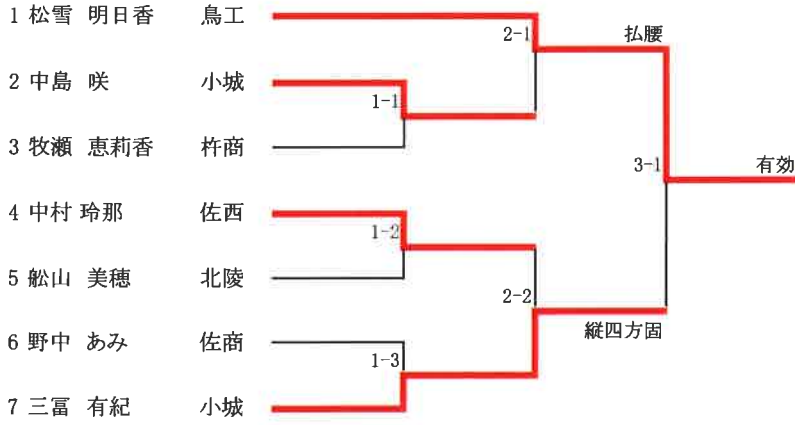 1 松雪 明日香 鳥工
2-1
払腰
2 中島 咲 小城
1-1
3 牧瀬 恵莉香 杵商
3-1
有効
4 中村 玲那 佐西
1-2
5 舩山 美穂 北陵
2-2
縦四方固
6 野中 あみ 佐商
1-3
7 三冨 有紀 小城